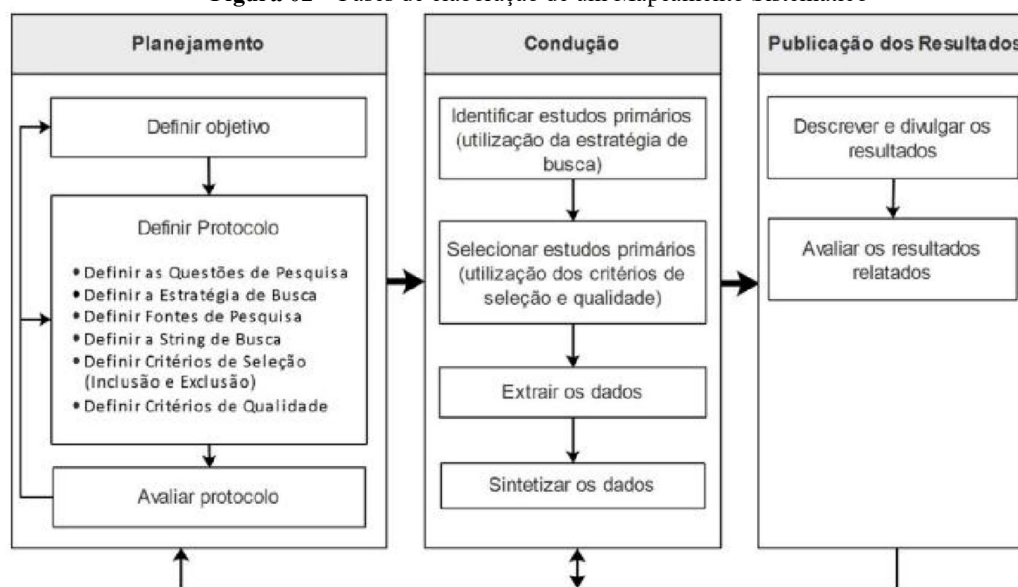 Planejamento
Definir objetivo
Definir Protocolo
• Definir as Questões de Pesquisa
• Definir a Estratégia de Busca
• Definir Fontes de Pesquisa
• Definir a String de Busca
• Definir Critérios de Seleção
(Inclusão e Exclusão)
• Definir Critérios de Qualidade
Avaliar protocolo
Condução
Identificar estudos primários
(utilização da estratégia de
busca)
Selecionar estudos primários
(utilização dos critérios de
seleção e qualidade)
Extrair os dados
Sintetizar os dados
Publicação dos Resultados
Descrever e divulgar os
resultados
Avaliar os resultados
relatados